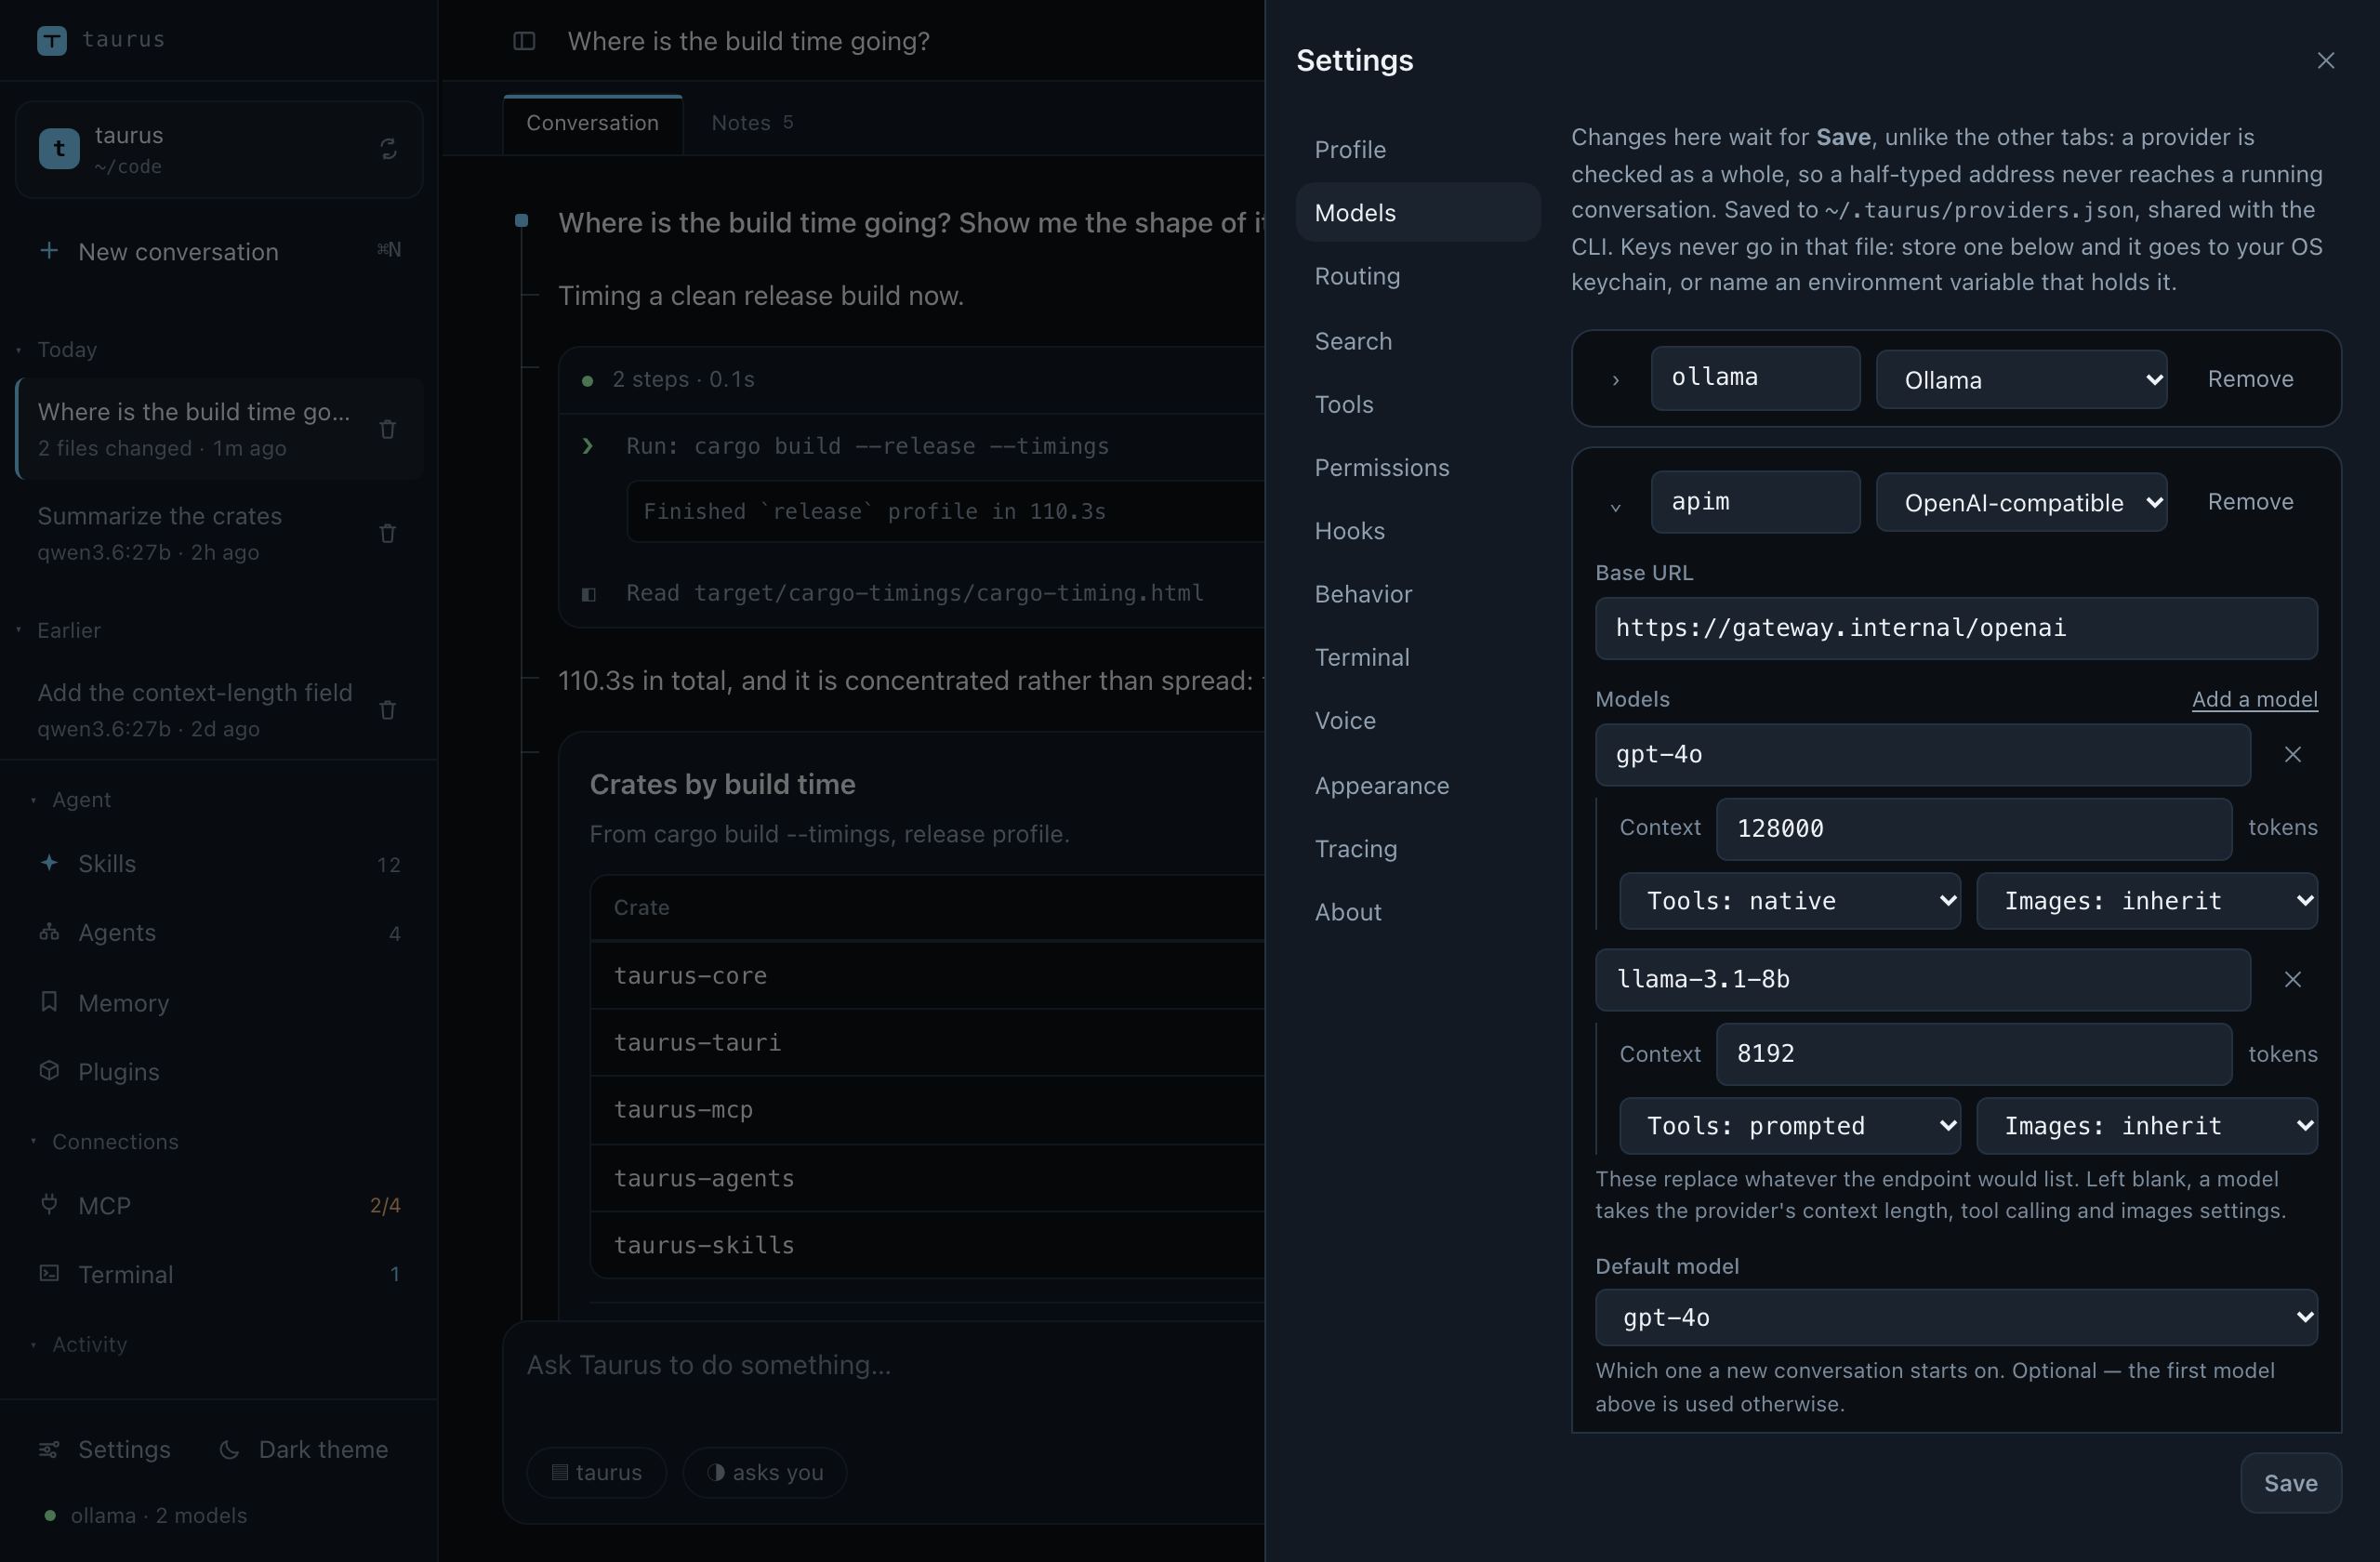 taurus
t
taurus
~/code
New conversation ⌘N
Today
Where is the build time go...
2 files changed · 1m ago
Summarize the crates
qwen3.6:27b · 2h ago
Earlier
Add the context-length field
qwen3.6:27b · 2d ago
Agent
Skills 12
Agents 4
Memory
Plugins
Connections
MCP 2/4
Terminal 1
Activity
Settings Dark theme
ollama · 2 models
Where is the build time going?
Conversation Notes 5
Where is the build time going? Show me the shape of it
Timing a clean release build now.
2 steps · 0.1s
Run: cargo build --release --timings
Finished `release` profile in 110.3s
Read target/cargo-timings/cargo-timing.html
110.3s in total, and it is concentrated rather than spread:
Crates by build time
From cargo build --timings, release profile.
Crate
taurus-core
taurus-tauri
taurus-mcp
taurus-agents
taurus-skills
Ask Taurus to do something...
taurus asks you
Settings
Profile
Models
Routing
Search
Tools
Permissions
Hooks
Behavior
Terminal
Voice
Appearance
Tracing
About
Changes here wait for Save, unlike the other tabs: a provider is
checked as a whole, so a half-typed address never reaches a running
conversation. Saved to ~/.taurus/providers.json, shared with the
CLI. Keys never go in that file: store one below and it goes to your OS
keychain, or name an environment variable that holds it.
ollama Ollama Remove
apim OpenAI-compatible Remove
Base URL
https://gateway.internal/openai
Models Add a model
gpt-4o
Context 128000 tokens
Tools: native Images: inherit
llama-3.1-8b
Context 8192 tokens
Tools: prompted Images: inherit
These replace whatever the endpoint would list. Left blank, a model
takes the provider's context length, tool calling and images settings.
Default model
gpt-4o
Which one a new conversation starts on. Optional — the first model
above is used otherwise.
Save